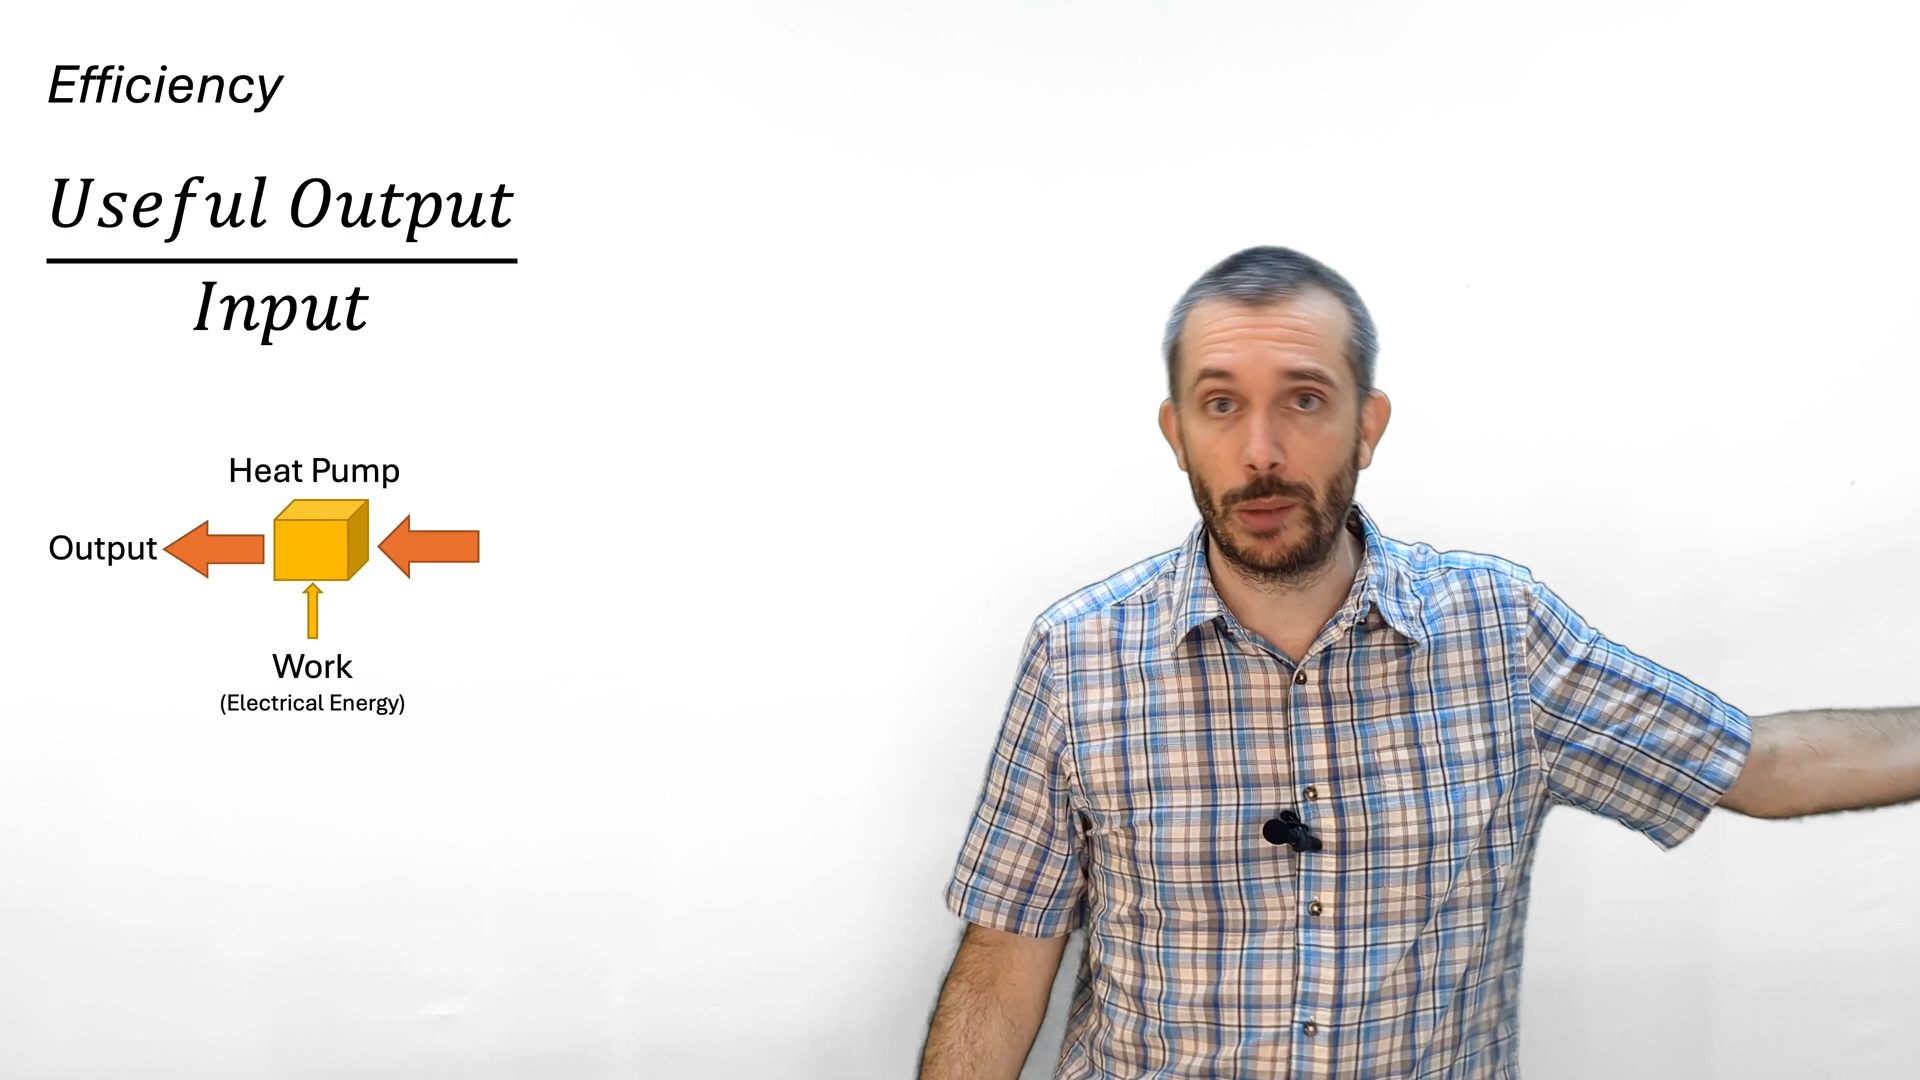 Efficiency
Useful Output
Input
Heat Pump
Output
Work
(Electrical Energy)